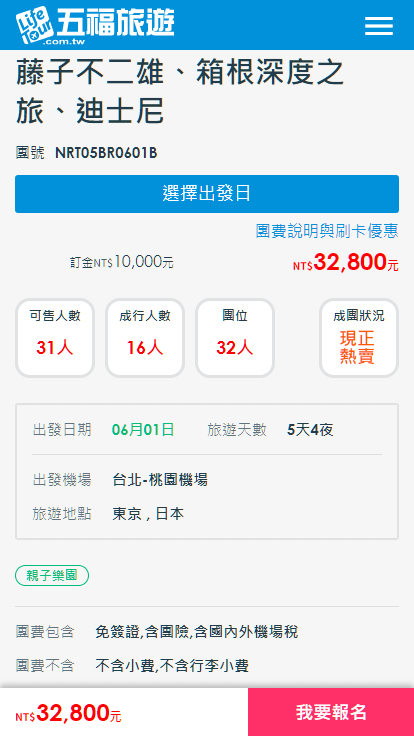 Life Tour 五福旅遊
.com.tw
藤子不二雄、箱根深度之
旅、迪士尼
團號 NRT05BR0601B
選擇出發日
團費說明與刷卡優惠
訂金NT$10,000元 NT$32,800元
可售人數 成行人數 團位 成團狀況
31人 16人 32人 現正
熱賣
出發日期 06月01日 旅遊天數 5天4夜
出發機場 台北-桃園機場
旅遊地點 東京 , 日本
親子樂園
團費包含 免簽證,含團險,含國內外機場稅
團費不含 不含小費,不含行李小費
NT$32,800元 我要報名